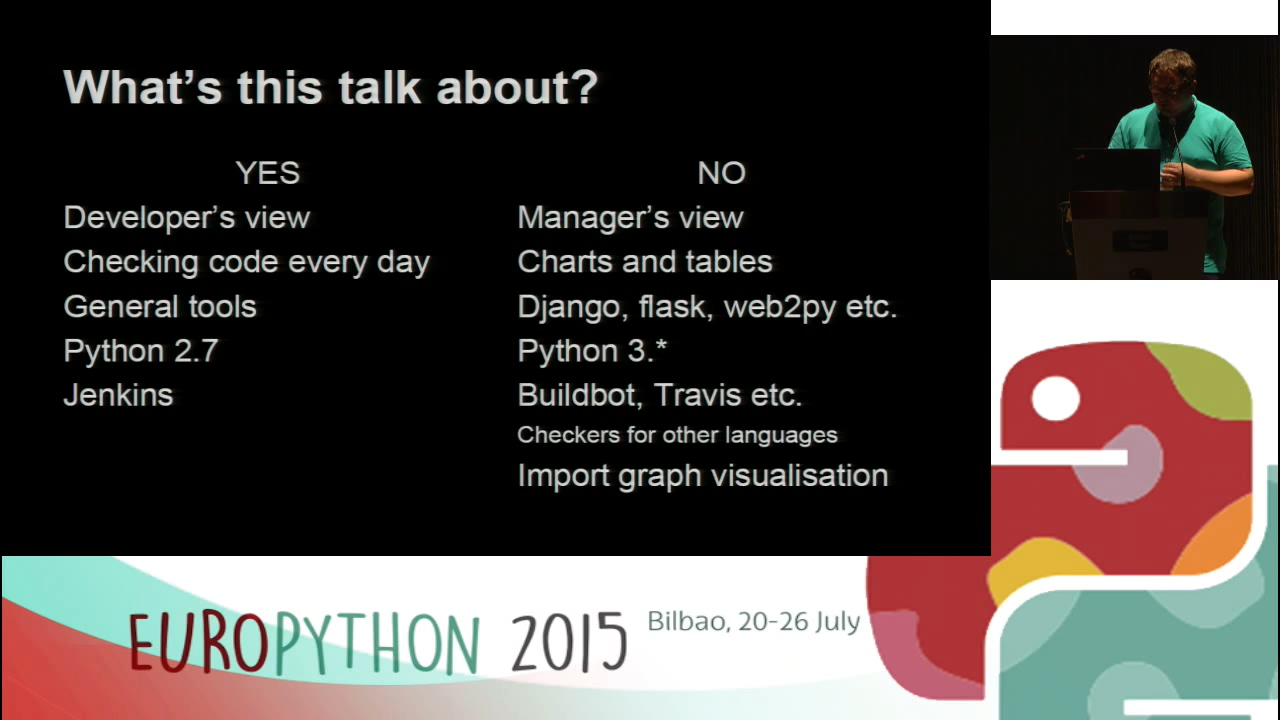 What's this talk about?
YES
Developer's view
Checking code every day
General tools
Python 2.7
Jenkins
NO
Manager's view
Charts and tables
Django, flask, web2py etc.
Python 3.*
Buildbot, Travis etc.
Checkers for other languages
Import graph visualisation
EUROPYTHON 2015
Bilbao, 20-26 July